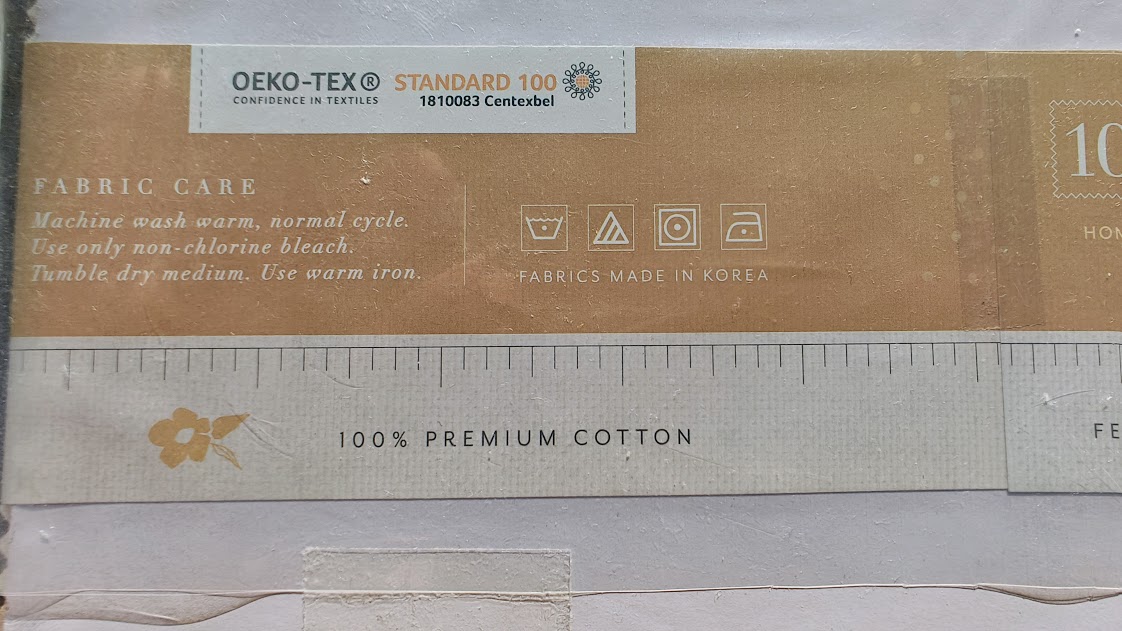 OEKO-TEX® STANDARD 100
CONFIDENCE IN TEXTILES 1810083 Centexbel
FABRIC CARE
Machine wash warm, normal cycle.
Use only non-chlorine bleach.
Tumble dry medium. Use warm iron.
FABRICS MADE IN KOREA
100% PREMIUM COTTON